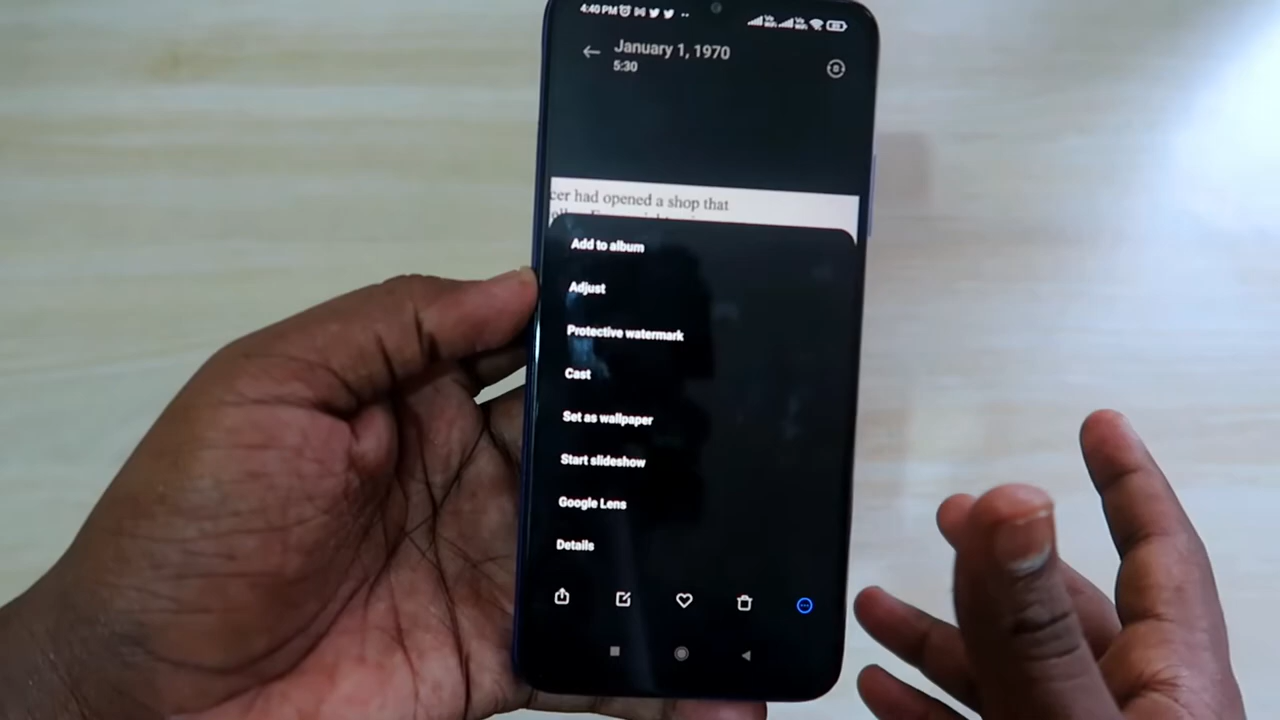 4:40 PM
January 1, 1970
5:30
cer had opened a shop that
Add to album
Adjust
Protective watermark
Cast
Set as wallpaper
Start slideshow
Google Lens
Details